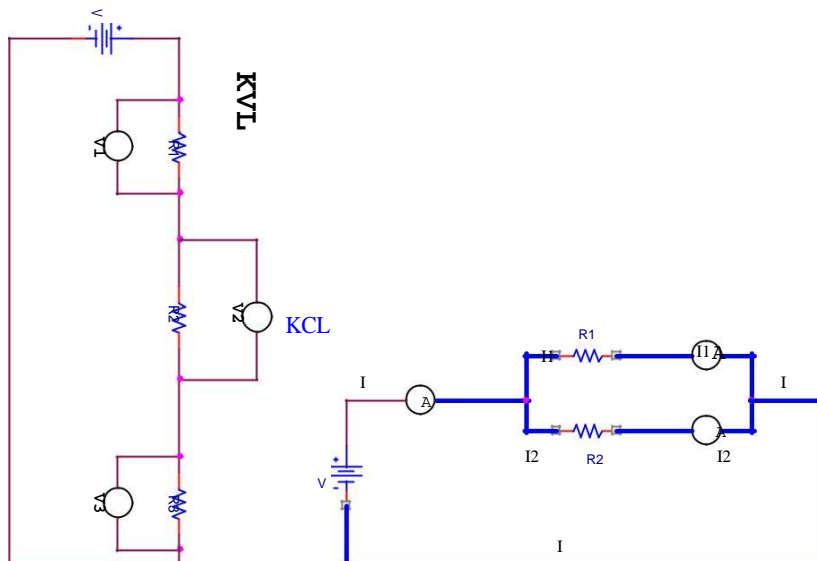 V
- +
KVL
V1
R1
R2
V2
KCL
V3
R3
R1
I1
I1 A
I
A
I
A
I2
R2
I2
+
V
-
I